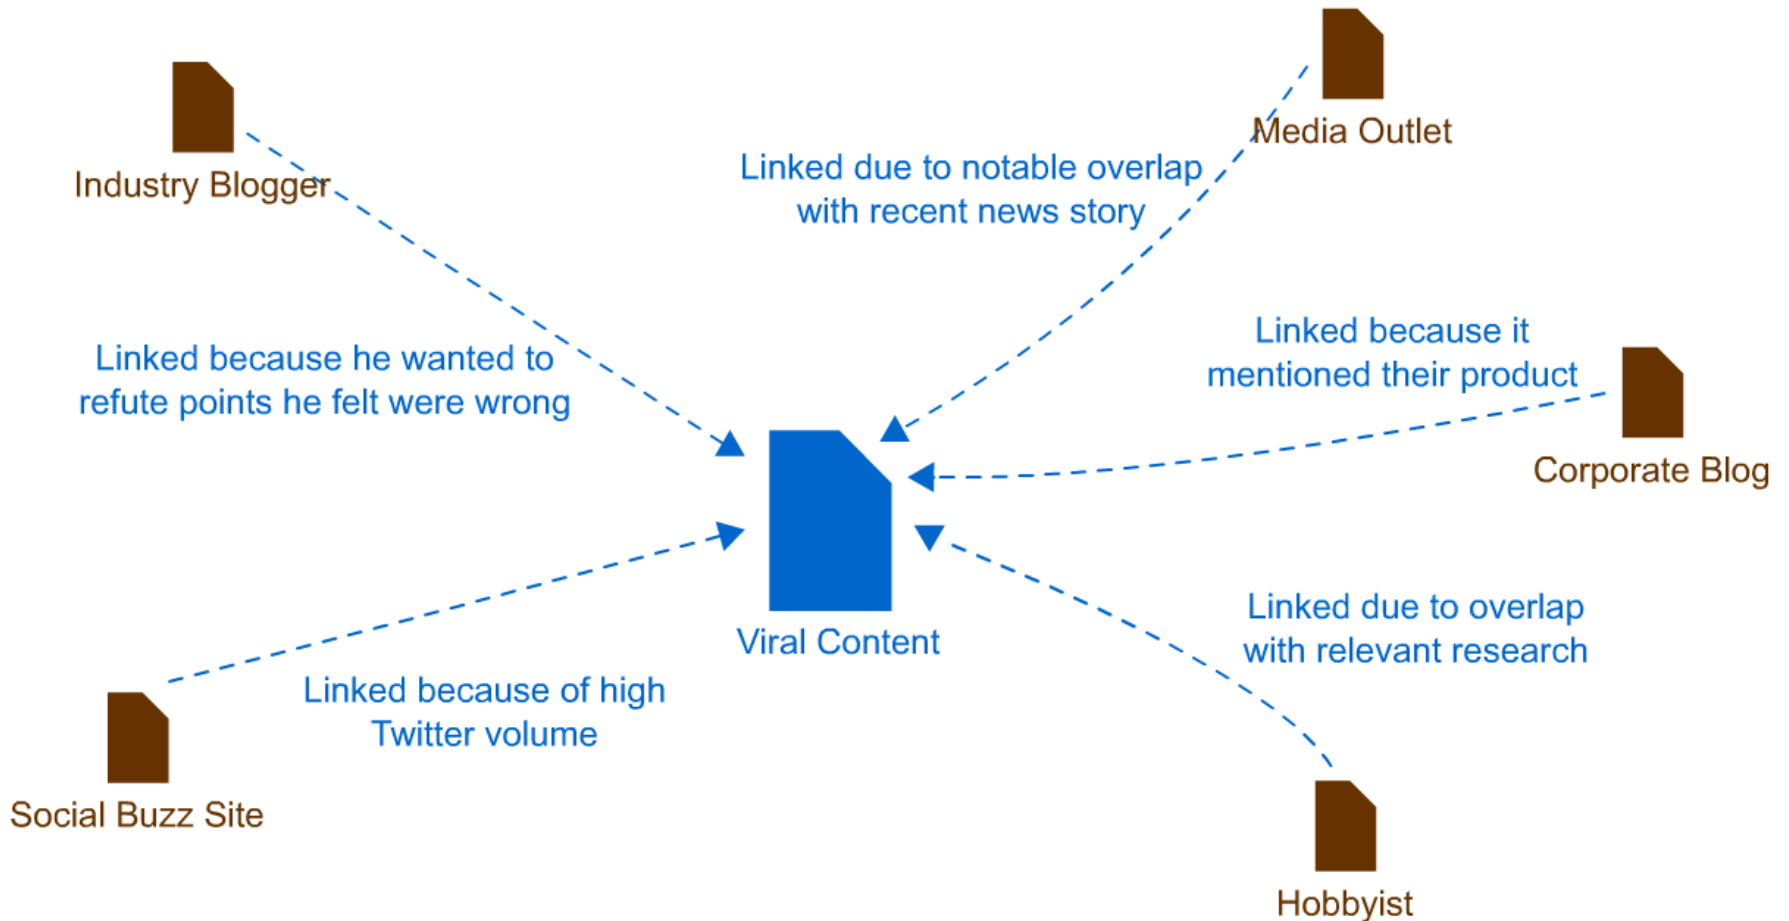 Media Outlet
Industry Blogger
Linked due to notable overlap
with recent news story
Linked because it
mentioned their product
Linked because he wanted to
refute points he felt were wrong
Corporate Blog
Viral Content
Linked due to overlap
with relevant research
Linked because of high
Twitter volume
Social Buzz Site
Hobbyist